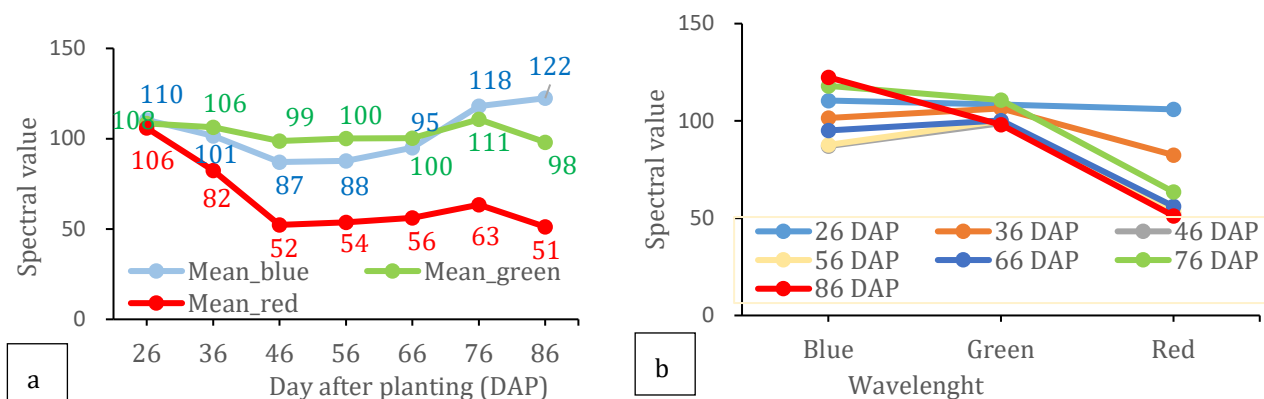 Spectral value
150
100
50
0
110
108
106
101
106
82
99
87
52
100
88
54
95
100
56
118
111
63
122
98
51
Mean_blue Mean_green
Mean_red
26 36 46 56 66 76 86
Day after planting (DAP)
a
Spectral value
150
100
50
0
26 DAP 36 DAP 46 DAP
56 DAP 66 DAP 76 DAP
86 DAP
Blue Green Red
Wavelenght
b